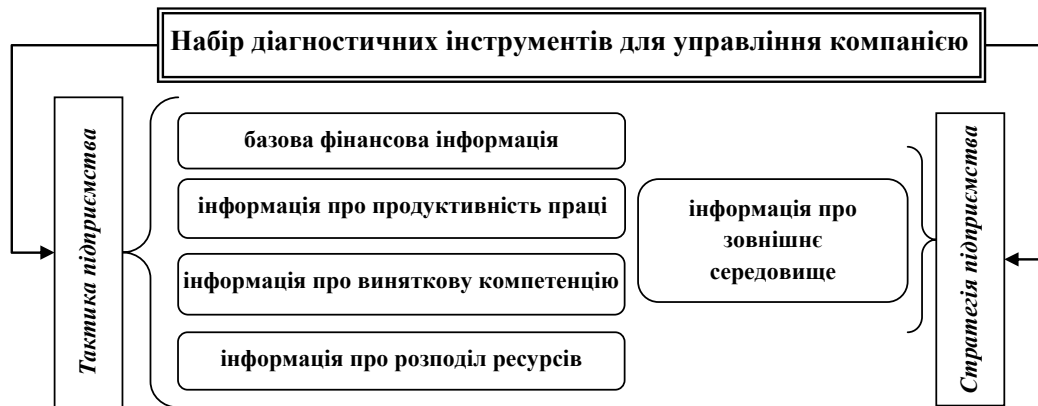 Набір діагностичних інструментів для управління компанією
Тактика підприємства
базова фінансова інформація
інформація про продуктивність праці
інформація про виняткову компетенцію
інформація про розподіл ресурсів
інформація про
зовнішнє
середовище
Стратегія підприємства